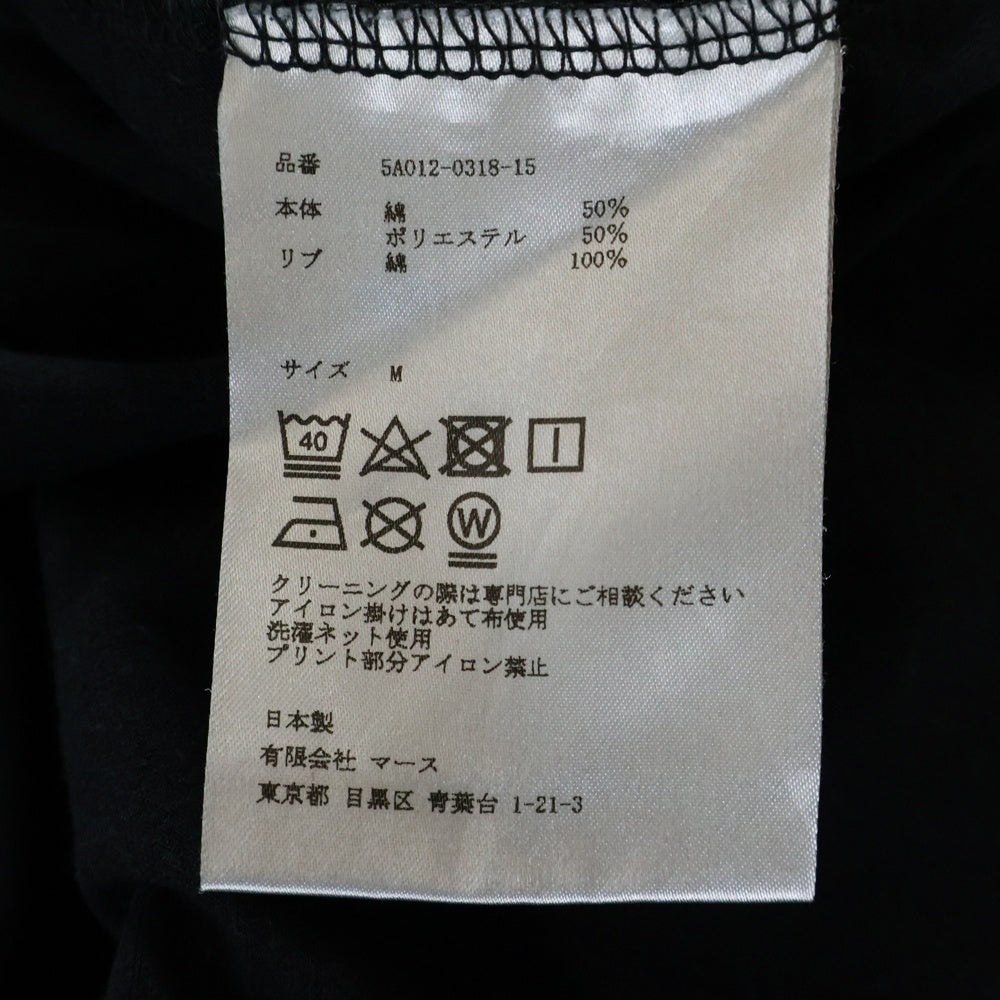 品番 5A012-0318-15
本体 綿 50%
ポリエステル 50%
リブ 綿 100%
サイズ M
40
W
クリーニングの際は専門店にご相談ください
アイロン掛けはあて布使用
洗濯ネット使用
プリント部分アイロン禁止
日本製
有限会社 マース
東京都 目黒区 青葉台 1-21-3